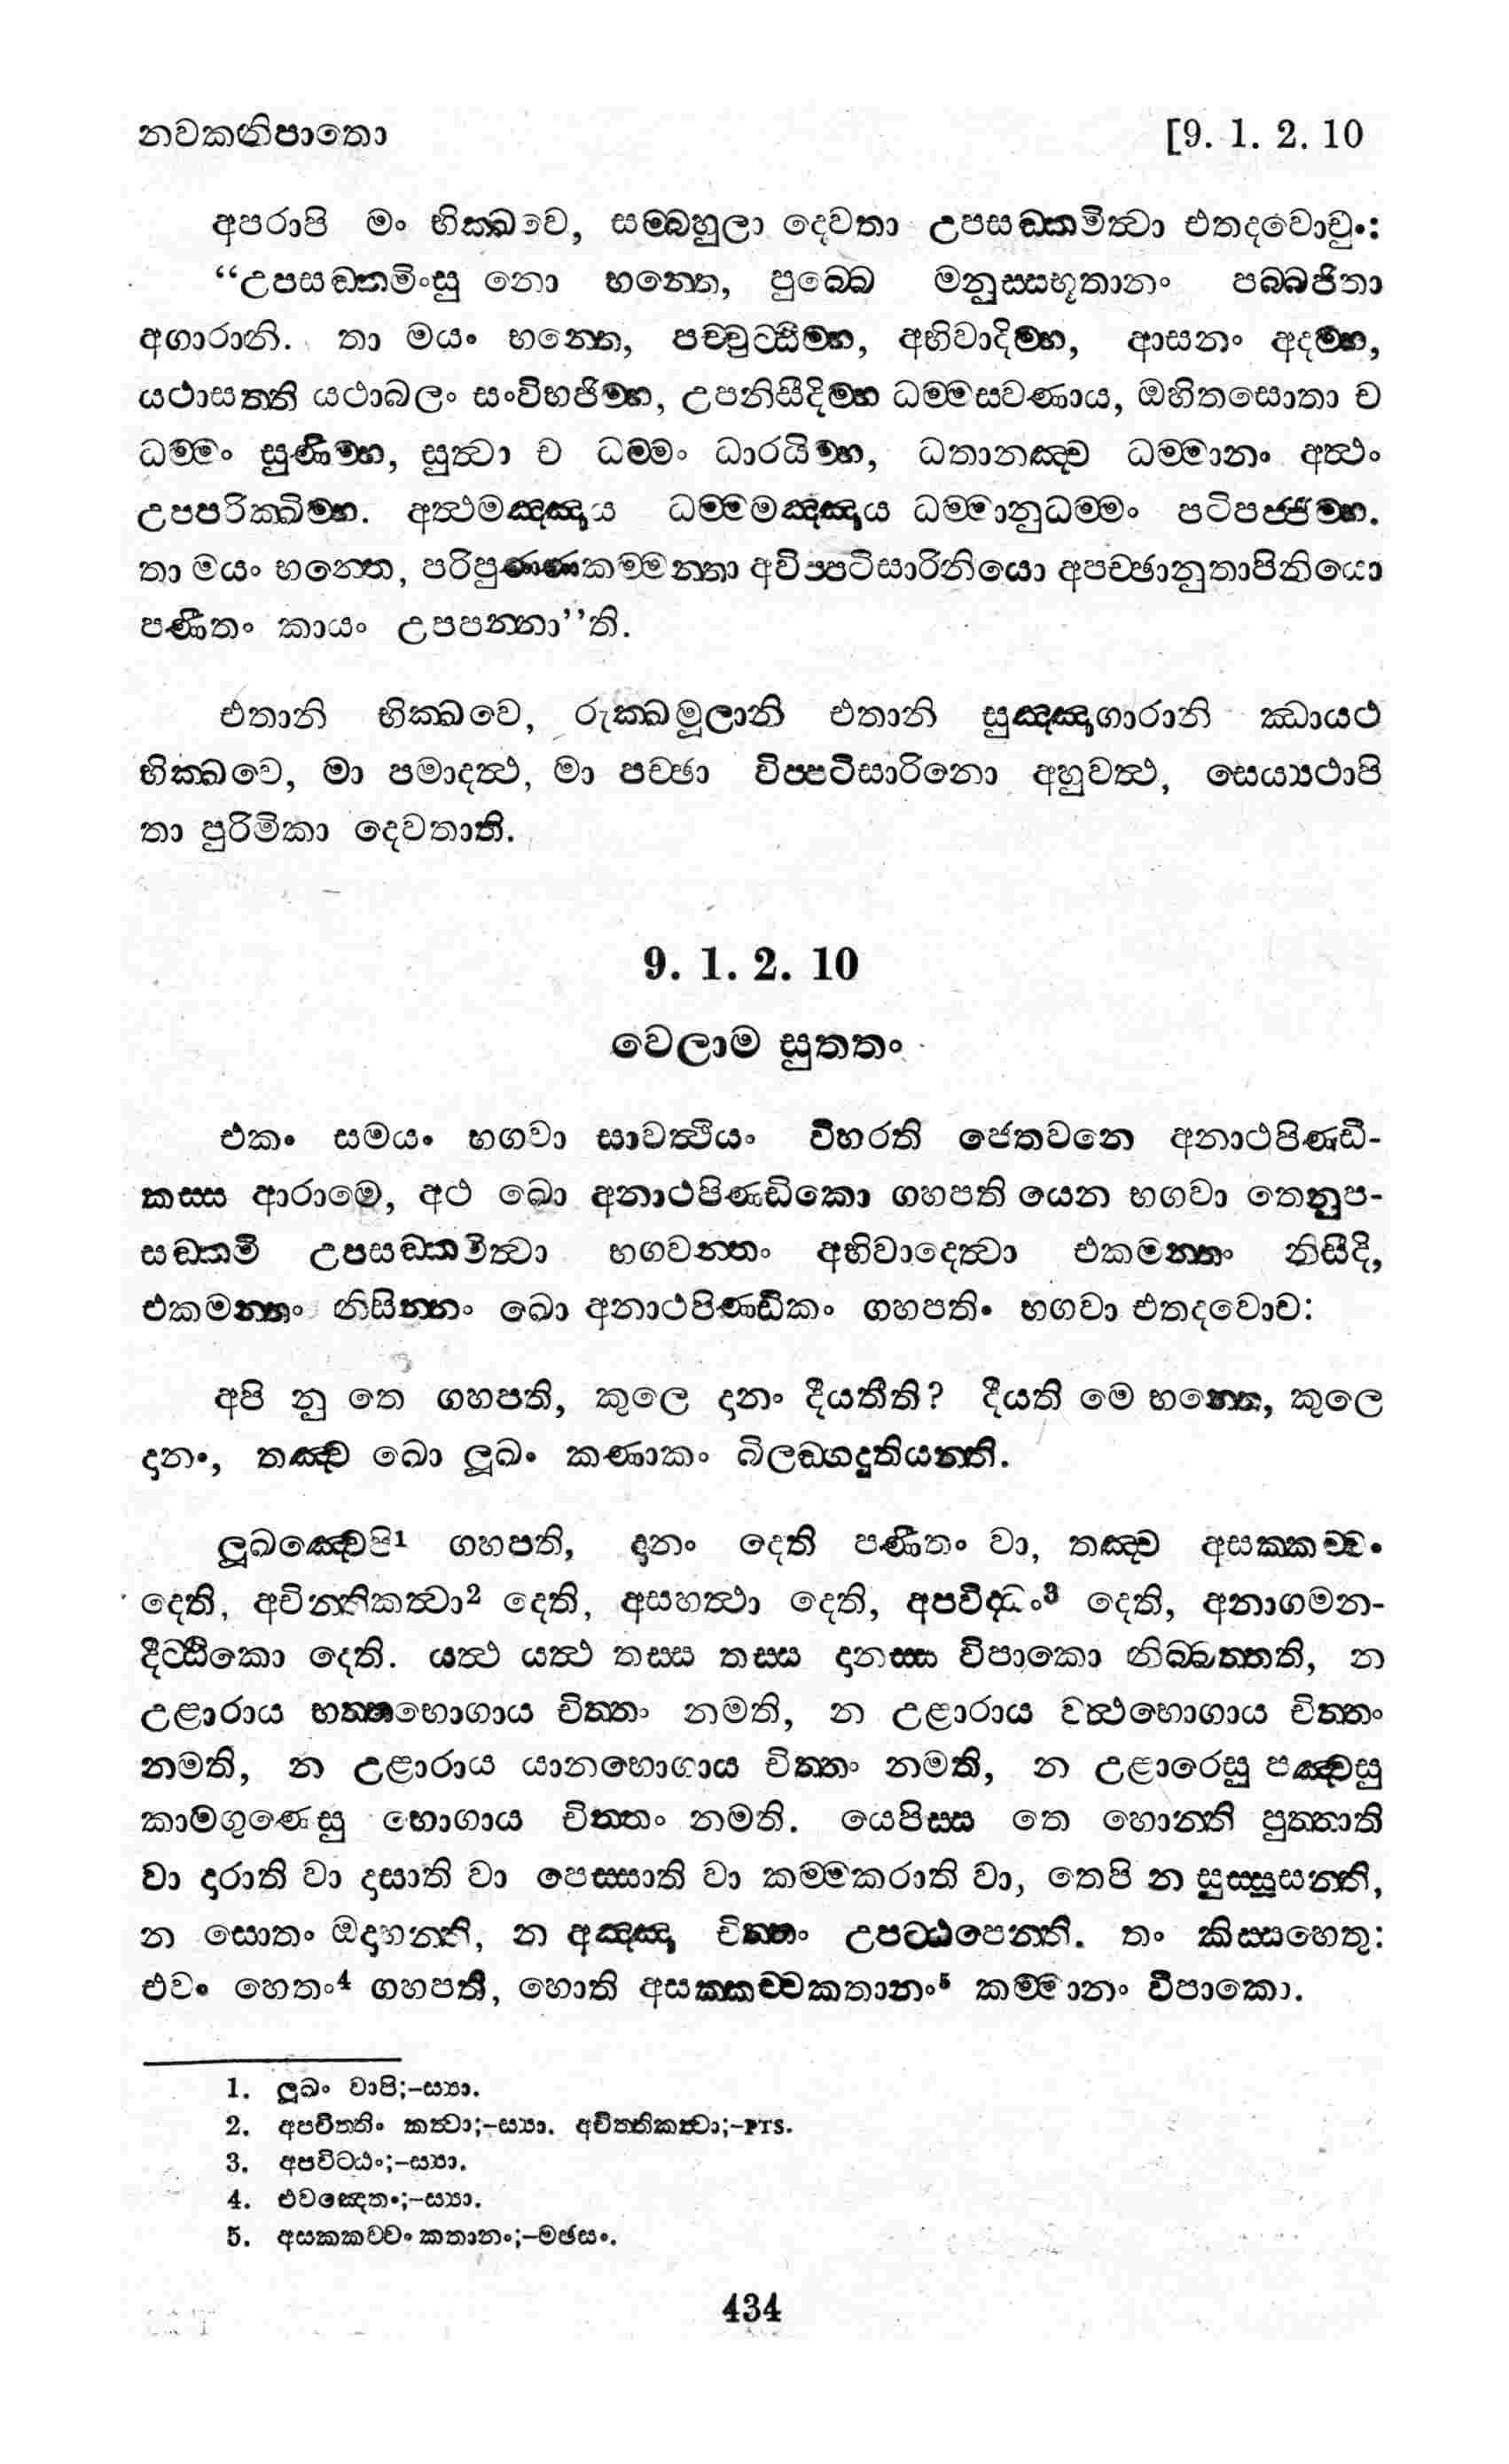 නවකනිපාතො [9. 1. 2. 10
අපරාපි මං භික්ඛවෙ, සම්බහුලා දෙවතා උපසඞ්කමිත්වා එතදවොචුං:
“උපසඞ්කමිංසු නො භන්තෙ, පුබ්බෙ මනුස්සභූතානං පබ්බජිතා
අගාරානි. තා මයං භන්තෙ, පච්චුට්ඨිම්හ, අභිවාදිම්හ, ආසනං අදම්හ,
යථාසත්ති යථාබලං සංවිභජිම්හ, උපනිසීදිම්හ ධම්මසවණාය, ඔහිතසොතා ච
ධම්මං සුණිම්හ, සුත්වා ච ධම්මං ධාරයිම්හ, ධතානඤ්ච ධම්මානං අත්ථං
උපපරික්ඛිම්හ. අත්ථමඤ්ඤාය ධම්මමඤ්ඤාය ධම්මානුධම්මං පටිපජ්ජිම්හ.
තා මයං භන්තෙ, පරිපුණ්ණකම්මන්තා අවිප්පටිසාරිනියො අපච්ඡානුතාපිනියො
පණීතං කායං උපපන්නා”ති.
එතානි භික්ඛවෙ, රුක්ඛමූලානි එතානි සුඤ්ඤාගාරානි ඣායථ
භික්ඛවෙ, මා පමාදත්ථ, මා පච්ඡා විප්පටිසාරිනො අහුවත්ථ, සෙය්‍යථාපි
තා පුරිමිකා දෙවතාති.
9. 1. 2. 10
වෙලාම සුත්තං
එකං සමයං භගවා සාවත්ථියං විහරති ජෙතවනෙ අනාථපිණ්ඩි-
කස්ස ආරාමෙ, අථ ඛො අනාථපිණ්ඩිකො ගහපති යෙන භගවා තෙනුප-
සඞ්කමි උපසඞ්කමිත්වා භගවන්තං අභිවාදෙත්වා එකමන්තං නිසීදි,
එකමන්තං නිසින්නං ඛො අනාථපිණ්ඩිකං ගහපතිං භගවා එතදවොච:
අපි නු තෙ ගහපති, කුලෙ දානං දීයතීති? දීයති මෙ භන්තෙ, කුලෙ
දානං, තඤ්ච ඛො ලූඛං කණාකං බිලඞ්ගදුතියන්ති.
ලූඛඤ්චෙපි¹ ගහපති, දානං දෙති පණීතං වා, තඤ්ච අසක්කච්චං
දෙති, අචින්තිකත්වා² දෙති, අසහත්ථා දෙති, අපවිද්ධං³ දෙති, අනාගමන-
දිට්ඨිකො දෙති. යත්ථ යත්ථ තස්ස තස්ස දානස්ස විපාකො නිබ්බත්තති, න
උළාරාය භත්තභොගාය චිත්තං නමති, න උළාරාය වත්ථභොගාය චිත්තං
නමති, න උළාරාය යානභොගාය චිත්තං නමති, න උළාරෙසු පඤ්චසු
කාමගුණෙසු භොගාය චිත්තං නමති. යෙපිස්ස තෙ හොන්ති පුත්තාති
වා දාරාති වා දාසාති වා පෙස්සාති වා කම්මකරාති වා, තෙපි න සුස්සූසන්ති,
න සොතං ඔදහන්ති, න අඤ්ඤා චිත්තං උපට්ඨපෙන්ති. තං කිස්සහෙතු:
එවං හෙතං⁴ ගහපති, හොති අසක්කච්චකතානං⁵ කම්මානං විපාකො.
1. ලූඛං වාපි;–ස්‍යා.
2. අපචිත්තිං කත්වා;–ස්‍යා. අචිත්තිකත්වා;–PTS.
3. අපවිට්ඨං;–ස්‍යා.
4. එවඤ්හෙතං;–ස්‍යා.
5. අසක්කච්චං කතානං;–මඡසං.
434